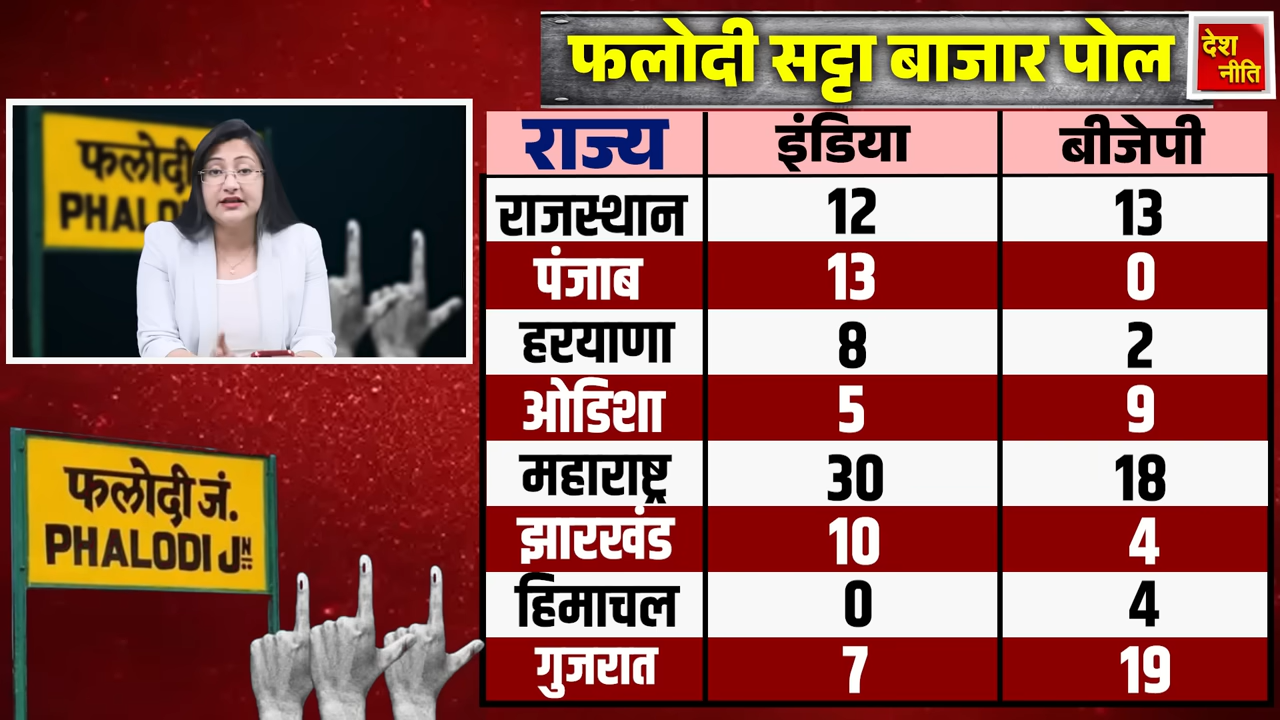 फलोदी सट्टा बाजार पोल
देश
नीति
फलोदी
PHALO
राज्य इंडिया बीजेपी
राजस्थान 12 13
पंजाब 13 0
हरयाणा 8 2
ओडिशा 5 9
महाराष्ट्र 30 18
झारखंड 10 4
हिमाचल 0 4
गुजरात 7 19
फलोदी जं.
PHALODI JN